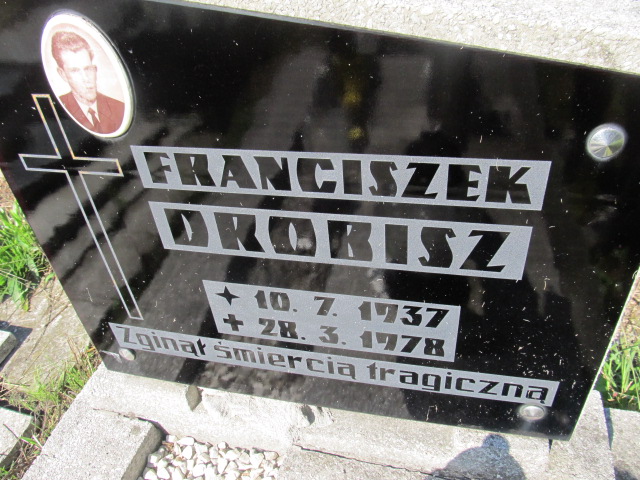 FRANCISZEK
DROBISZ
10. 7. 1937
28. 3. 1978
Zginął śmiercią tragiczną